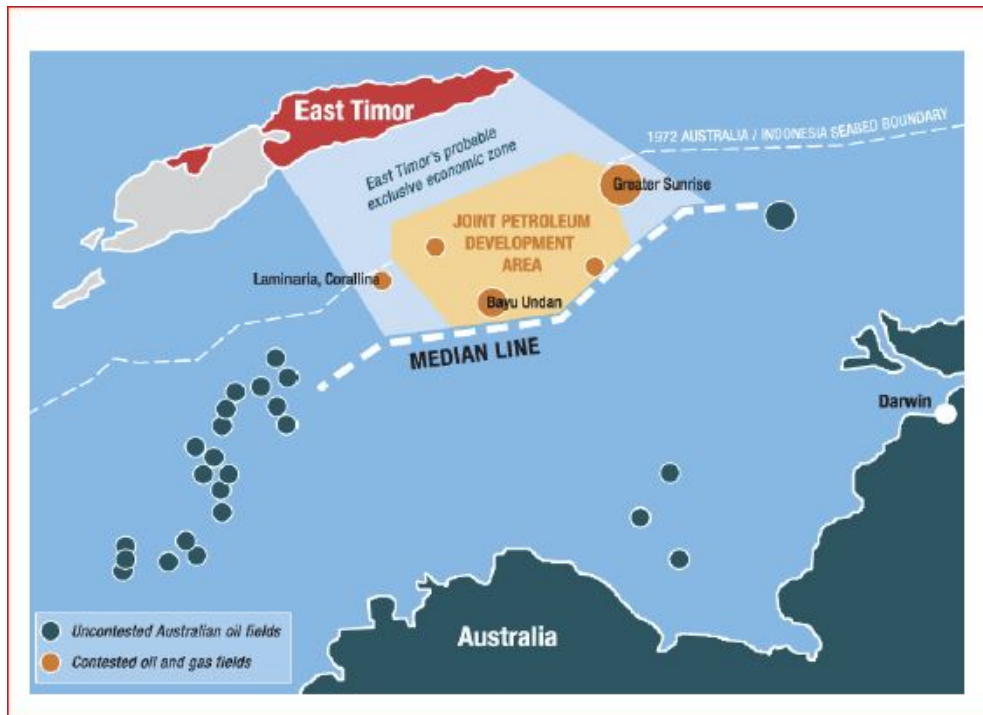 East Timor
East Timor's probable
exclusive economic zone
1972 AUSTRALIA / INDONESIA SEABED BOUNDARY
Greater Sunrise
JOINT PETROLEUM
DEVELOPMENT
AREA
Laminaria, Corallina
Bayu Undan
MEDIAN LINE
Darwin
Australia
Uncontested Australian oil fields
Contested oil and gas fields